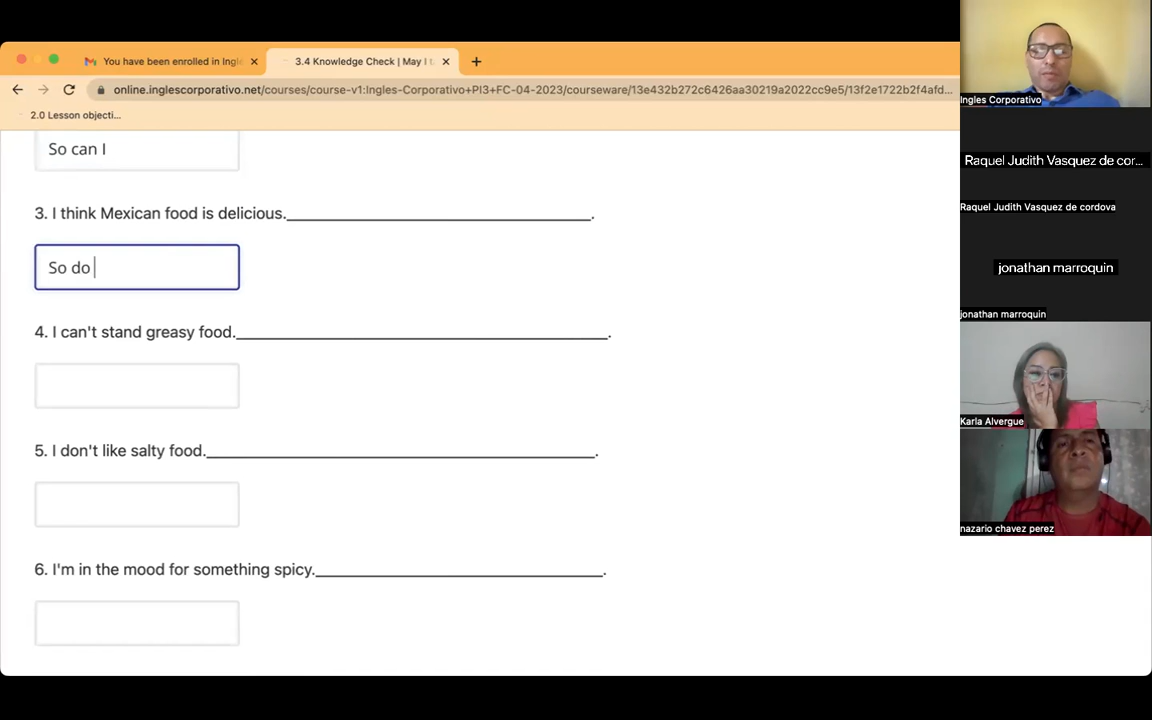 You have been enrolled in Ingl
3.4 Knowledge Check | May I t
online.inglescorporativo.net/courses/course-v1:Ingles-Corporativo+PI3+FC-04-2023/courseware/13e432b272c6426aa30219a2022cc9e5/13f2e1722b2f4afd...
2.0 Lesson objecti...
So can I
3. I think Mexican food is delicious.______________________________.
So do
4. I can't stand greasy food.______________________________.
5. I don't like salty food.______________________________.
6. I'm in the mood for something spicy.______________________________.
Ingles Corporativo
Raquel Judith Vasquez de cor...
Raquel Judith Vasquez de cordova
jonathan marroquin
jonathan marroquin
Karla Alvergue
nazario chavez perez